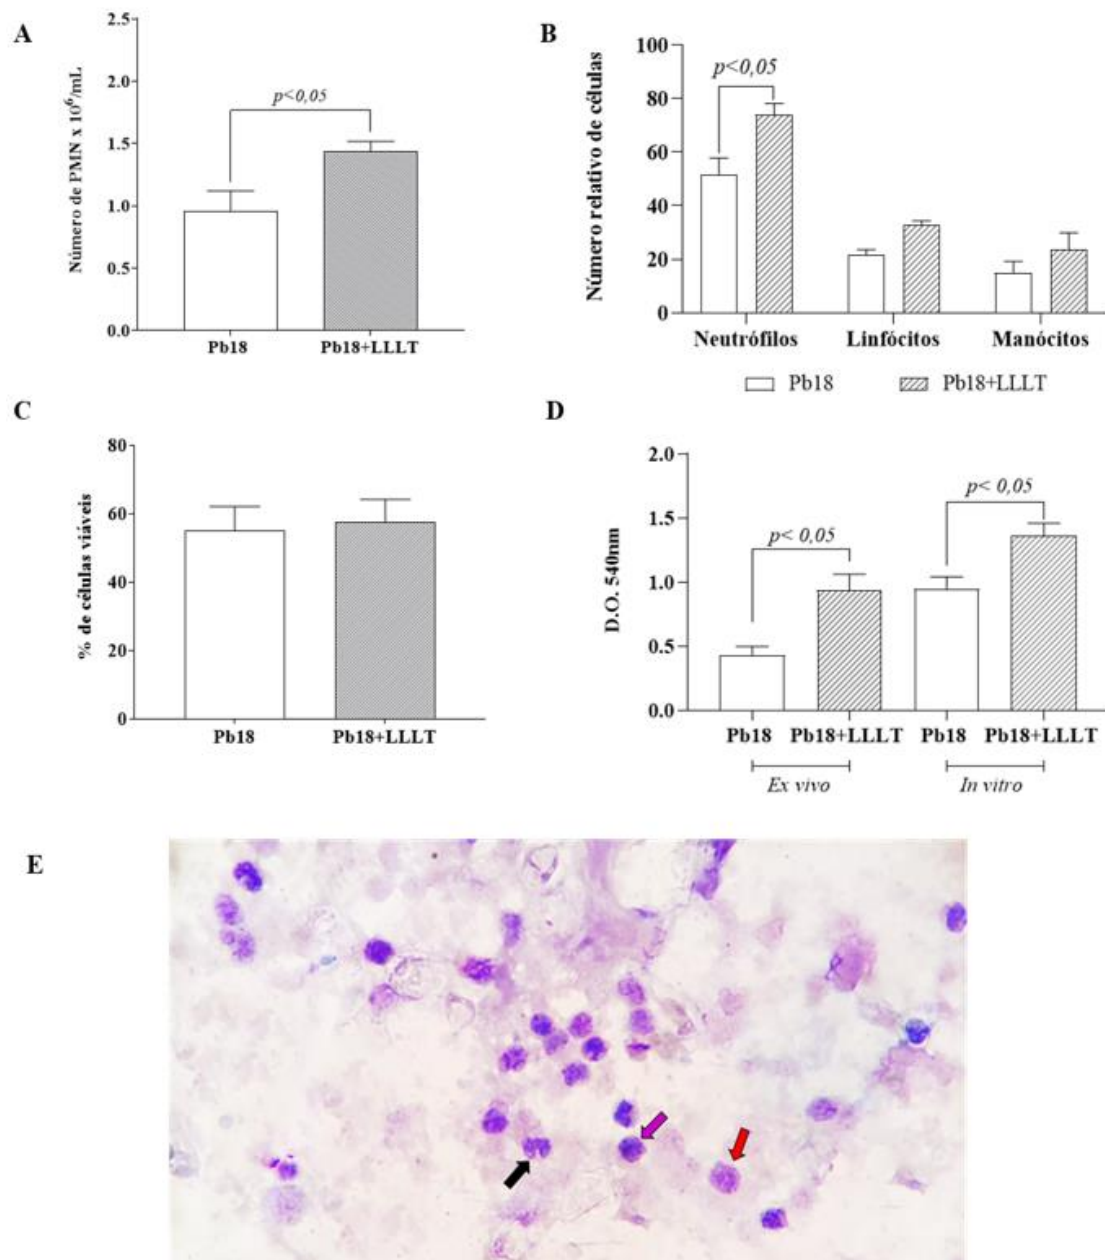 A
Número de PMN x 10⁶/mL
2.5
2.0
1.5
1.0
0.5
0.0
p<0,05
Pb18 Pb18+LLLT
B
Número relativo de células
100
80
60
40
20
0
p<0,05
Neutrófilos Linfócitos Manócitos
Pb18 Pb18+LLLT
C
% de células viáveis
80
60
40
20
0
Pb18 Pb18+LLLT
D
D.O. 540nm
2.0
1.5
1.0
0.5
0.0
p< 0,05
p< 0,05
Pb18 Pb18+LLLT Pb18 Pb18+LLLT
Ex vivo In vitro
E